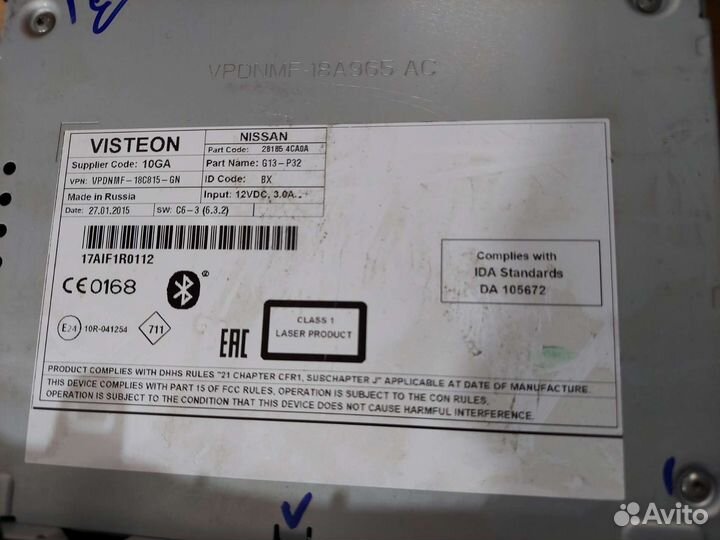 VPDNMF-18A965 AC
VISTEON
NISSAN
Part Code: 28185 4CA0A
Supplier Code: 10GA
Part Name: G13-P32
VPN: VPDNMF-18C815-GN
ID Code: BX
Made in Russia
Input: 12VDC, 3.0A
Date: 27.01.2015
SW: C6-3 (6.3.2)
17AIF1R0112
Complies with
IDA Standards
DA 105672
CE0168
E24 10R-041254
711
EAC
CLASS 1
LASER PRODUCT
PRODUCT COMPLIES WITH DHHS RULES "21 CHAPTER CFR1, SUBCHAPTER J" APPLICABLE AT DATE OF MANUFACTURE.
THIS DEVICE COMPLIES WITH PART 15 OF FCC RULES, OPERATION IS SUBJECT TO THE CON RULES.
OPERATION IS SUBJECT TO THE CONDITION THAT THIS DEVICE DOES NOT CAUSE HARMFUL INTERFERENCE.
Avito